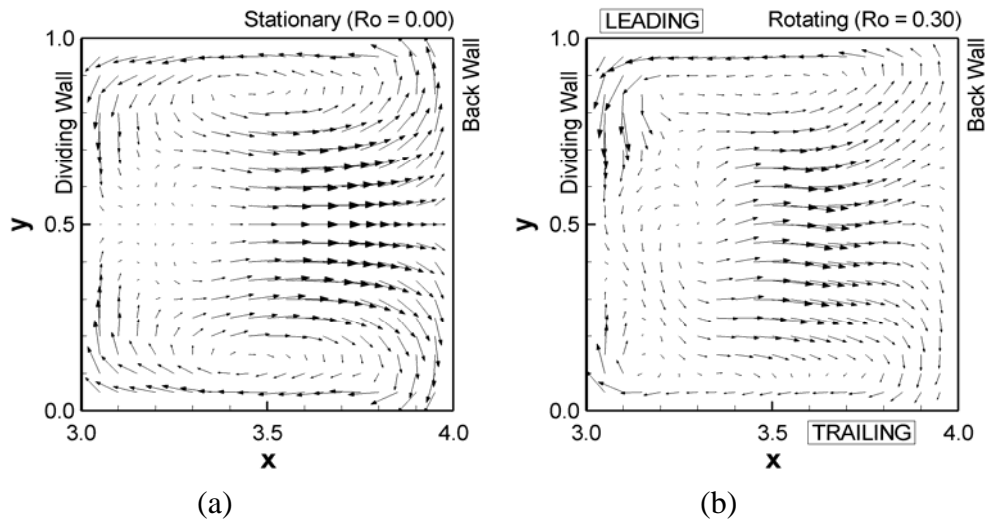 Stationary (Ro = 0.00)
1.0
Dividing Wall
Back Wall
y
0.5
0.0
3.0
3.5
4.0
x
(a)
LEADING
Rotating (Ro = 0.30)
1.0
Dividing Wall
Back Wall
y
0.5
0.0
3.0
3.5
4.0
TRAILING
x
(b)